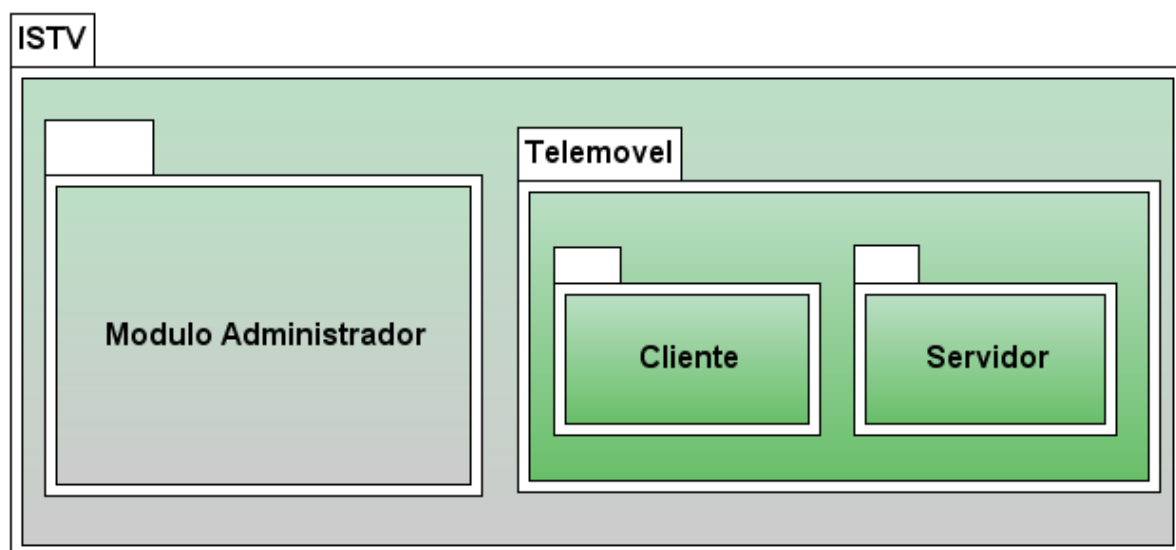 ISTV
Telemovel
Modulo Administrador
Cliente
Servidor